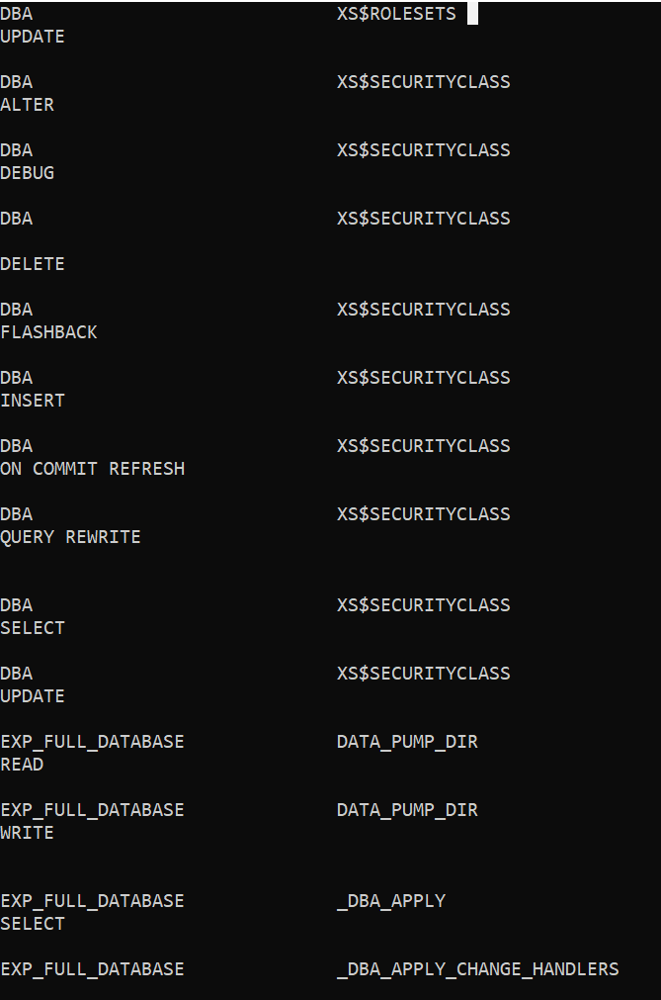 DBA XS$ROLESETS
UPDATE
DBA XS$SECURITYCLASS
ALTER
DBA XS$SECURITYCLASS
DEBUG
DBA XS$SECURITYCLASS
DELETE
DBA XS$SECURITYCLASS
FLASHBACK
DBA XS$SECURITYCLASS
INSERT
DBA XS$SECURITYCLASS
ON COMMIT REFRESH
DBA XS$SECURITYCLASS
QUERY REWRITE
DBA XS$SECURITYCLASS
SELECT
DBA XS$SECURITYCLASS
UPDATE
EXP_FULL_DATABASE DATA_PUMP_DIR
READ
EXP_FULL_DATABASE DATA_PUMP_DIR
WRITE
EXP_FULL_DATABASE _DBA_APPLY
SELECT
EXP_FULL_DATABASE _DBA_APPLY_CHANGE_HANDLERS